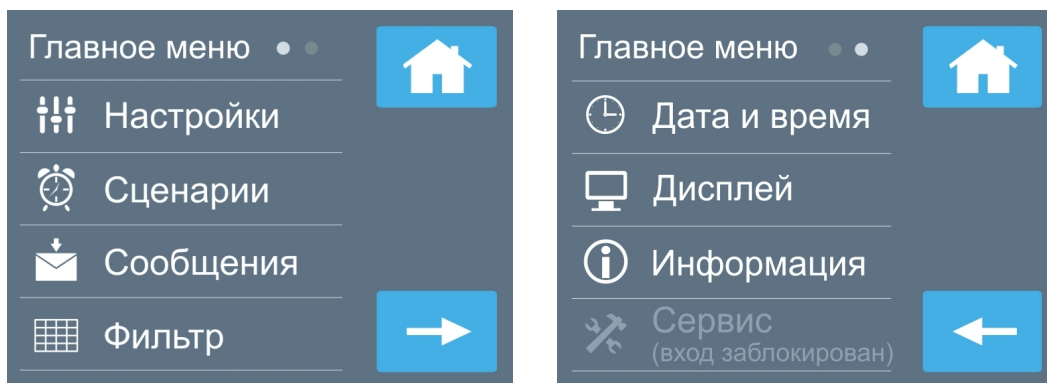 Главное меню
Настройки
Сценарии
Сообщения
Фильтр
Главное меню
Дата и время
Дисплей
Информация
Сервис
(вход заблокирован)